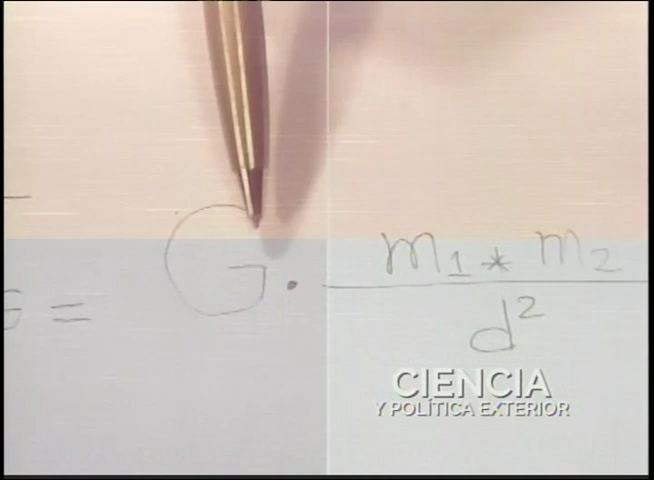 G = G · m₁ * m₂
d²
CIENCIA
Y POLÍTICA EXTERIOR